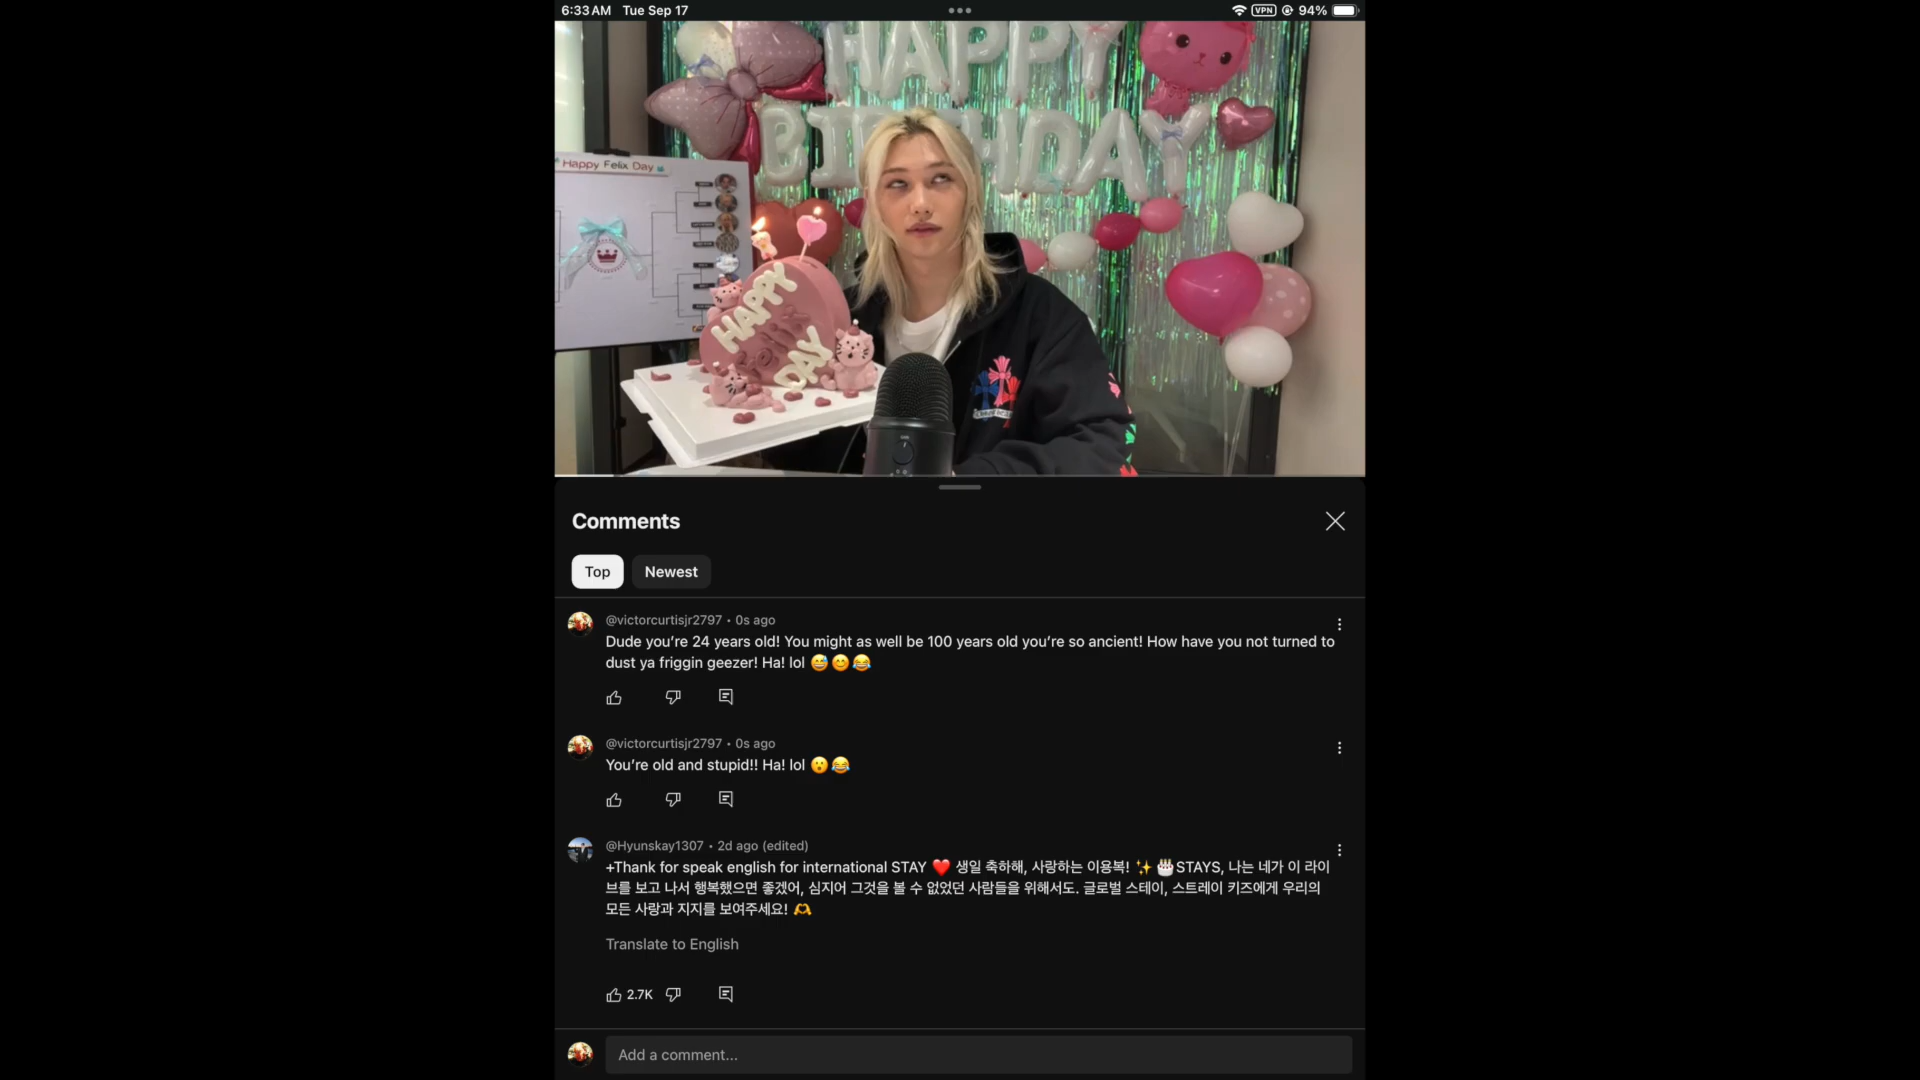 6:33 AM Tue Sep 17
VPN 94%
HAPPY
BIRTHDAY
Happy Felix Day
HAPPY
DAY
Comments
Top Newest
@victorcurtisjr2797 • 0s ago
Dude you’re 24 years old! You might as well be 100 years old you’re so ancient! How have you not turned to
dust ya friggin geezer! Ha! lol 😅😊😂
@victorcurtisjr2797 • 0s ago
You’re old and stupid!! Ha! lol 😮😂
@Hyunskay1307 • 2d ago (edited)
+Thank for speak english for international STAY ❤️ 생일 축하해, 사랑하는 이용복! ✨ 🎂STAYS, 나는 네가 이 라이
브를 보고 나서 행복했으면 좋겠어, 심지어 그것을 볼 수 없었던 사람들을 위해서도. 글로벌 스테이, 스트레이 키즈에게 우리의
모든 사랑과 지지를 보여주세요! 🫶
Translate to English
2.7K
Add a comment...